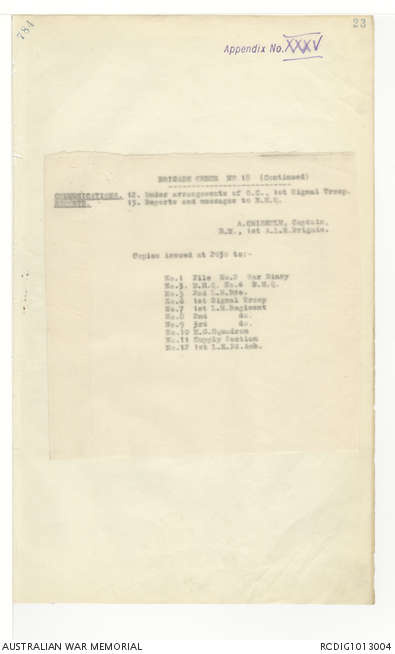 784
23
Appendix No. XXXV
BRIGADE ORDER NO 18 (Continued)
COMMUNICATIONS. 12. Under arrangements of O.C., 1st Signal Troop.
REPORTS. 13. Reports and messages to B.H.Q.
A.CHISHOLM, Captain,
B.M., 1st A.L.H.Brigade.
Copies issued at 2030 to:-
No.1 File No.2 War Diary
No.3. D.H.Q. No.4 B.H.Q.
No.5 2nd L.H.Bde.
No.6 1st Signal Troop
No.7 1st L.H.Regiment
No.8 2nd do.
No.9 3rd do.
No.10 M.G.Squadron
No.11 Supply Section
No.12 1st L.H.Fd.Amb.
AUSTRALIAN WAR MEMORIAL
RCDIG1013004